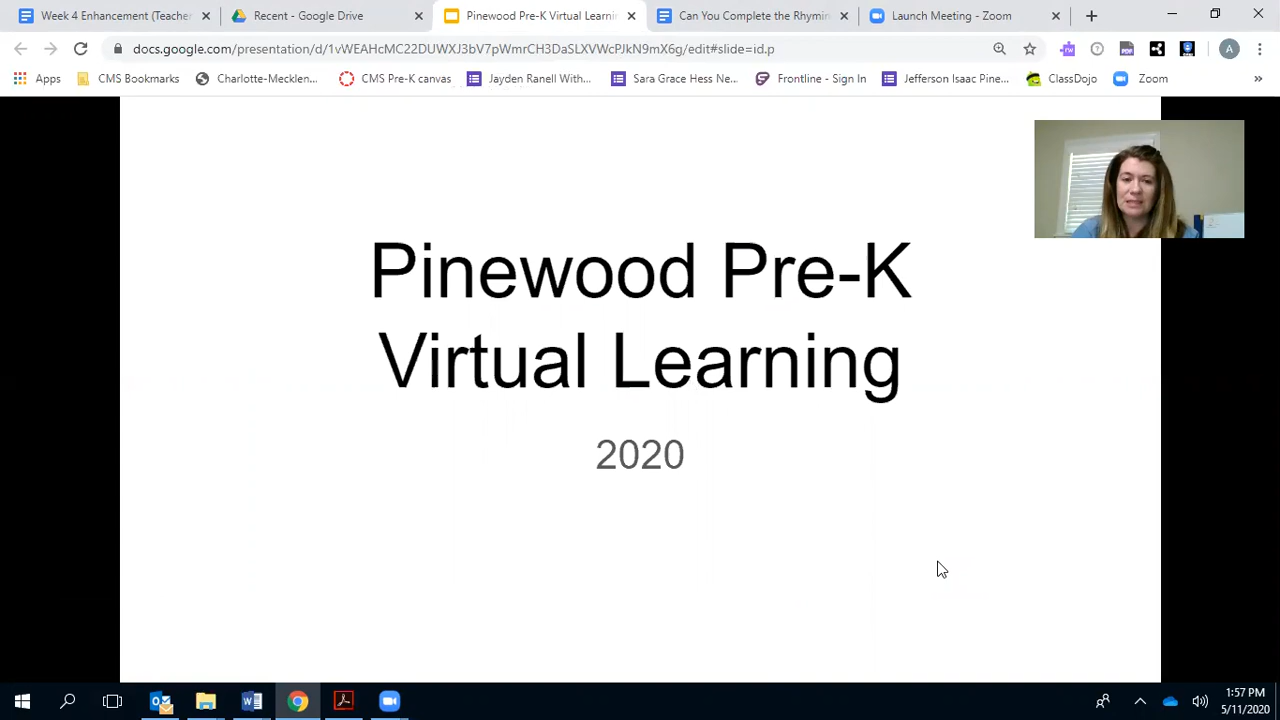 Week 4 Enhancement (Teache
Recent - Google Drive
Pinewood Pre-K Virtual Learnin
Can You Complete the Rhymin
Launch Meeting - Zoom
docs.google.com/presentation/d/1vWEAHcMC22DUWXJ3bV7pWmrCH3DaSLXVWcPJkN9mX6g/edit#slide=id.p
A
Apps
CMS Bookmarks
Charlotte-Mecklen...
CMS Pre-K canvas
Jayden Ranell With...
Sara Grace Hess Le...
Frontline - Sign In
Jefferson Isaac Pine...
ClassDojo
Zoom
Pinewood Pre-K
Virtual Learning
2020
1:57 PM
5/11/2020